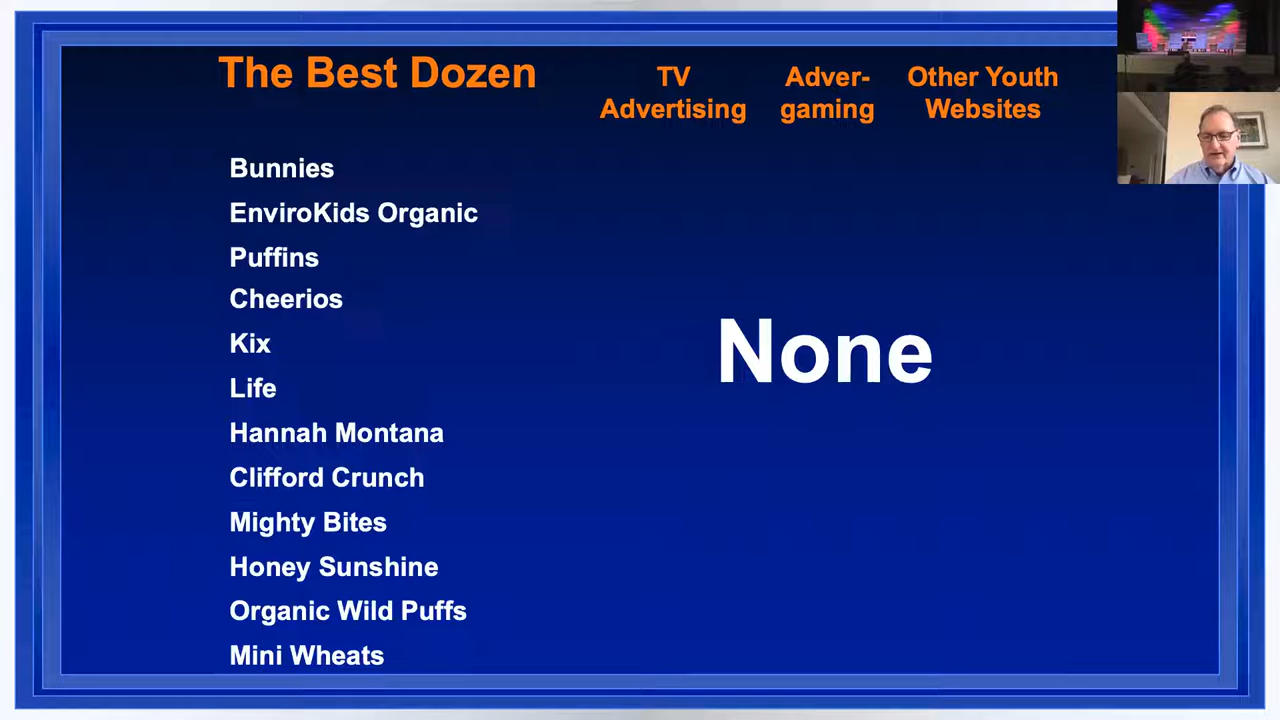 The Best Dozen
TV
Advertising
Adver-
gaming
Other Youth
Websites
Bunnies
EnviroKids Organic
Puffins
Cheerios
Kix
Life
Hannah Montana
Clifford Crunch
Mighty Bites
Honey Sunshine
Organic Wild Puffs
Mini Wheats
None